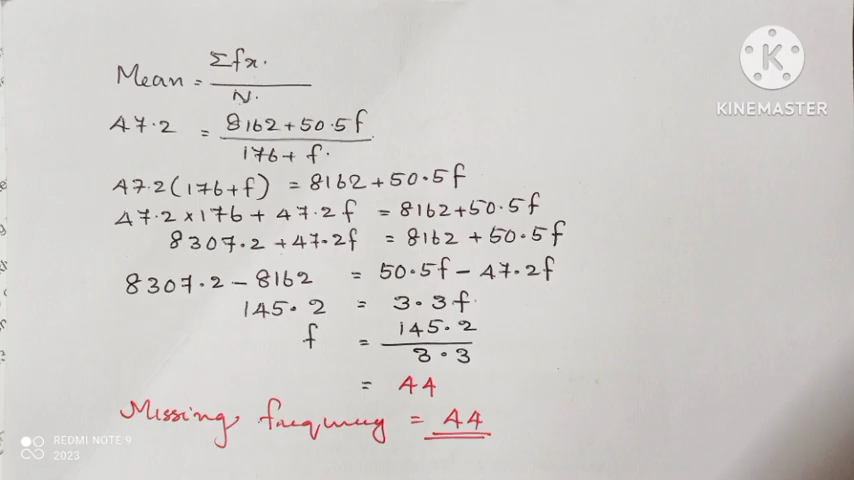 Mean = Σfx.
N.
47.2 = 8162+50.5f
176+ f.
47.2(176+f) = 8162+50.5f
47.2×176 + 47.2f = 8162+50.5f
8307.2 +47.2f = 8162 + 50.5f
8307.2 - 8162 = 50.5f - 47.2f
145.2 = 3.3f.
f = 145.2
3.3
= 44
Missing frequency = 44
K
KINEMASTER
REDMI NOTE 9
2023